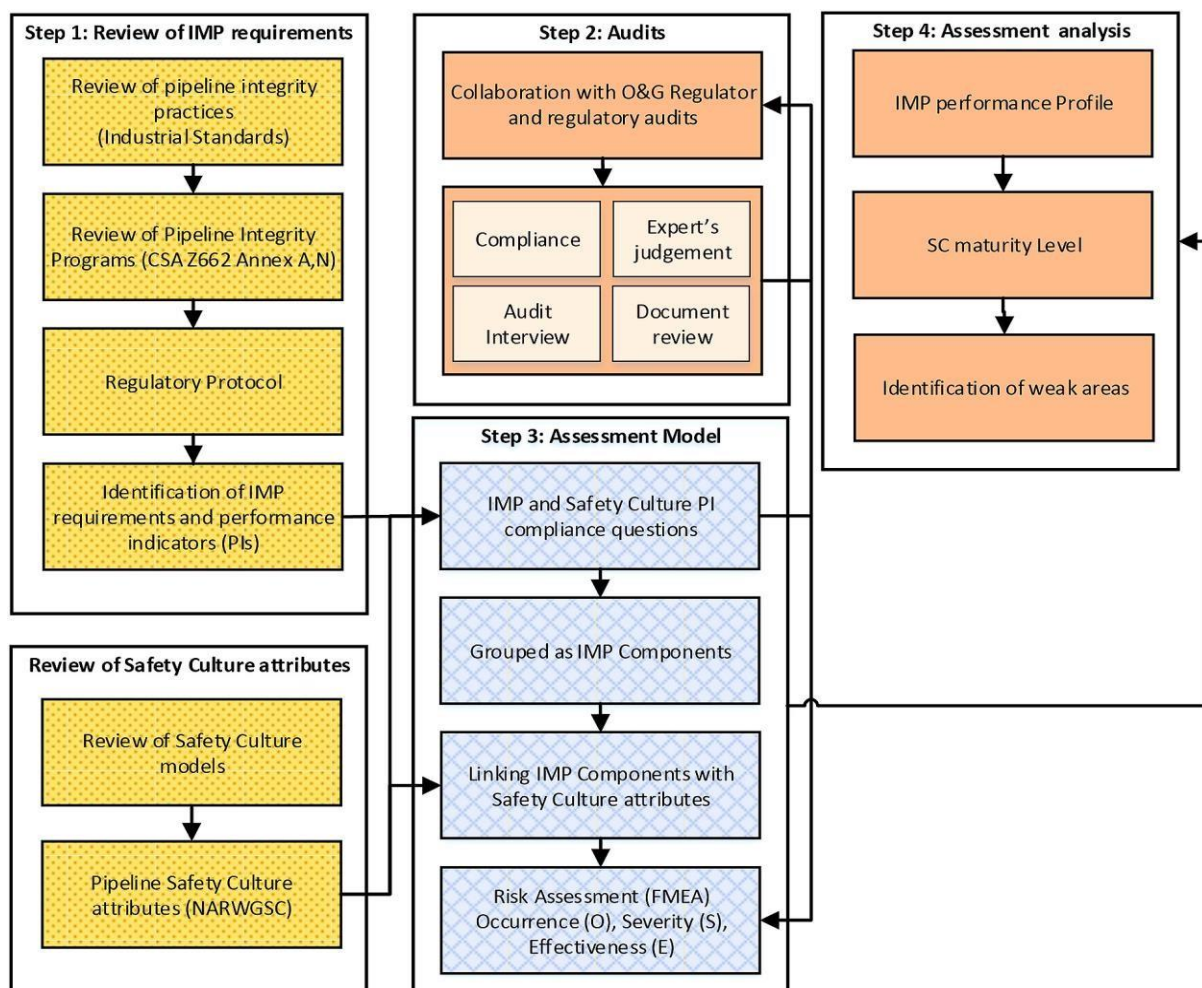 Step 1: Review of IMP requirements
Review of pipeline integrity
practices
(Industrial Standards)
Review of Pipeline Integrity
Programs (CSA Z662 Annex A,N)
Regulatory Protocol
Identification of IMP
requirements and performance
indicators (PIs)
Review of Safety Culture attributes
Review of Safety Culture
models
Pipeline Safety Culture
attributes (NARWGSC)
Step 2: Audits
Collaboration with O&G Regulator
and regulatory audits
Compliance
Expert's
judgement
Audit
Interview
Document
review
Step 3: Assessment Model
IMP and Safety Culture PI
compliance questions
Grouped as IMP Components
Linking IMP Components with
Safety Culture attributes
Risk Assessment (FMEA)
Occurrence (O), Severity (S),
Effectiveness (E)
Step 4: Assessment analysis
IMP performance Profile
SC maturity Level
Identification of weak areas